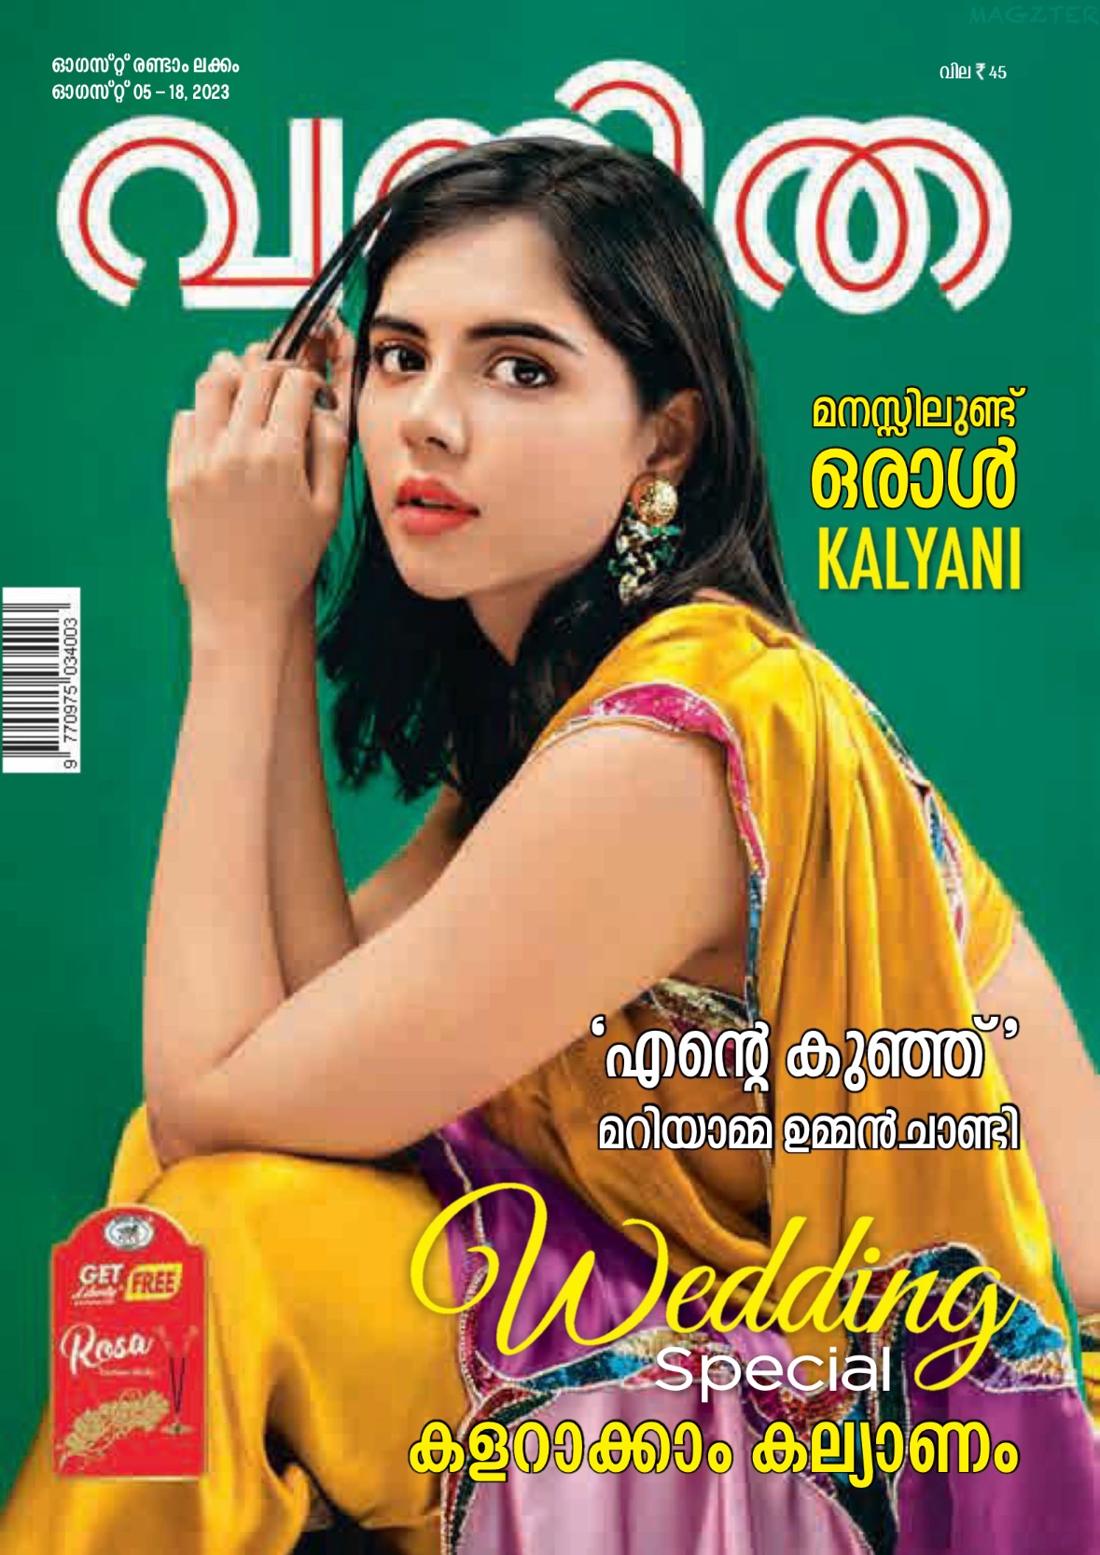 MAGZTER
ഓഗസ്റ്റ് രണ്ടാം ലക്കം
ഓഗസ്റ്റ് 05 – 18, 2023
വില ₹ 45
വനിത
മനസ്സിലുണ്ട്
ഒരാൾ
KALYANI
9 770975 034003
‘എന്റെ കുഞ്ഞ്’
മറിയാമ്മ ഉമ്മൻചാണ്ടി
Wedding
Special
കളറാക്കാം കല്യാണം
GET
FREE
Rosa